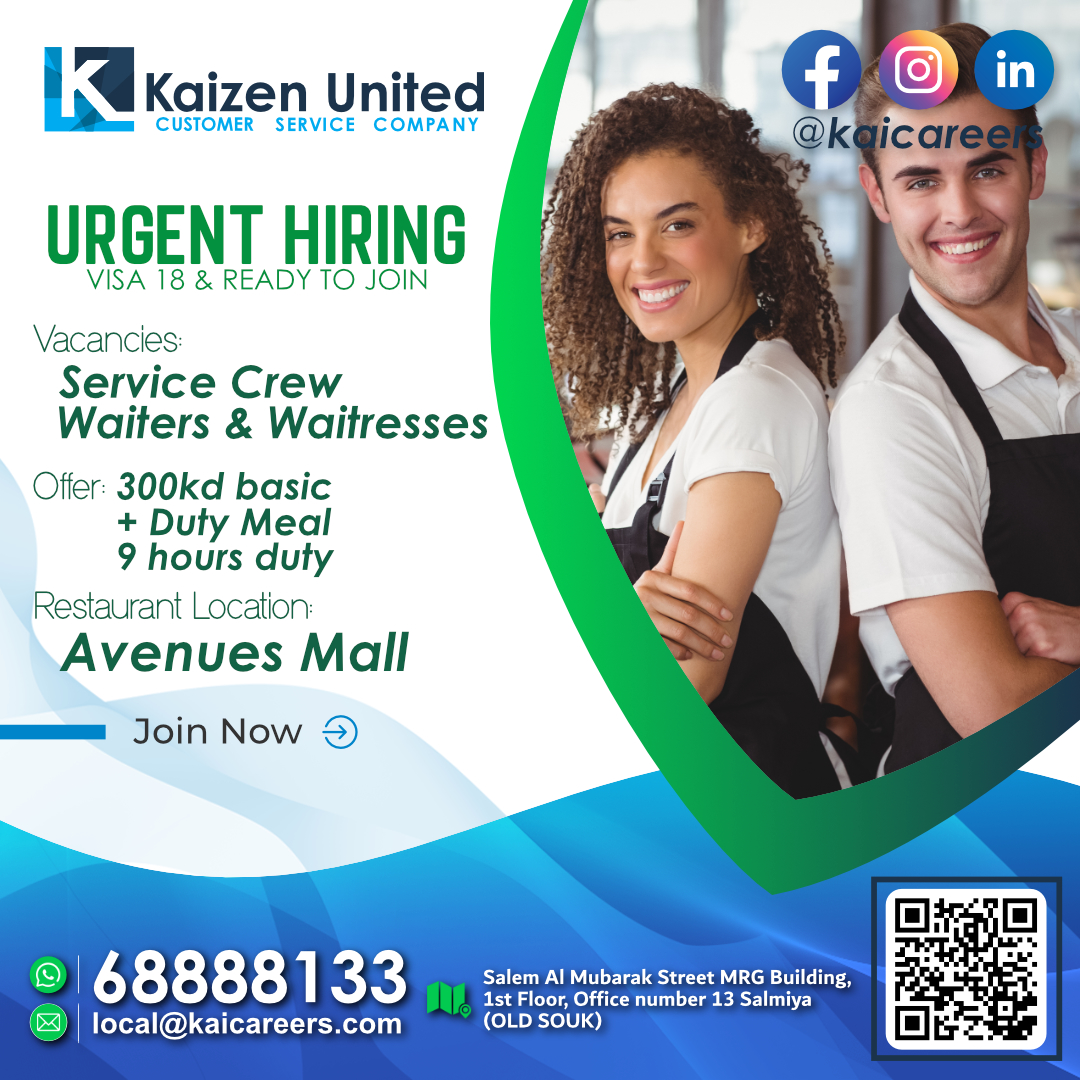 K Kaizen United
CUSTOMER SERVICE COMPANY
f in
@kaicareers
URGENT HIRING
VISA 18 & READY TO JOIN
Vacancies:
Service Crew
Waiters & Waitresses
Offer: 300kd basic
+ Duty Meal
9 hours duty
Restaurant Location:
Avenues Mall
Join Now
68888133
local@kaicareers.com
Salem Al Mubarak Street MRG Building,
1st Floor, Office number 13 Salmiya
(OLD SOUK)